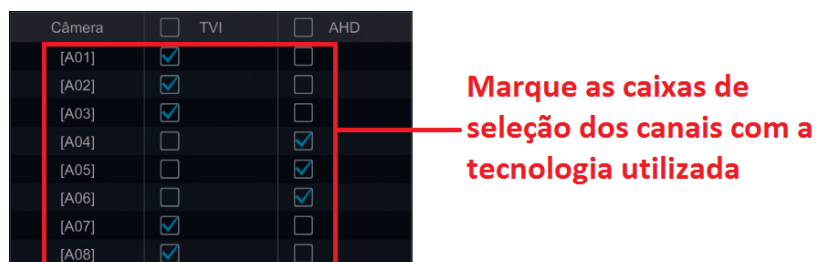 Câmera TVI AHD
[A01]
[A02]
[A03]
[A04]
[A05]
[A06]
[A07]
[A08]
Marque as caixas de
seleção dos canais com a
tecnologia utilizada